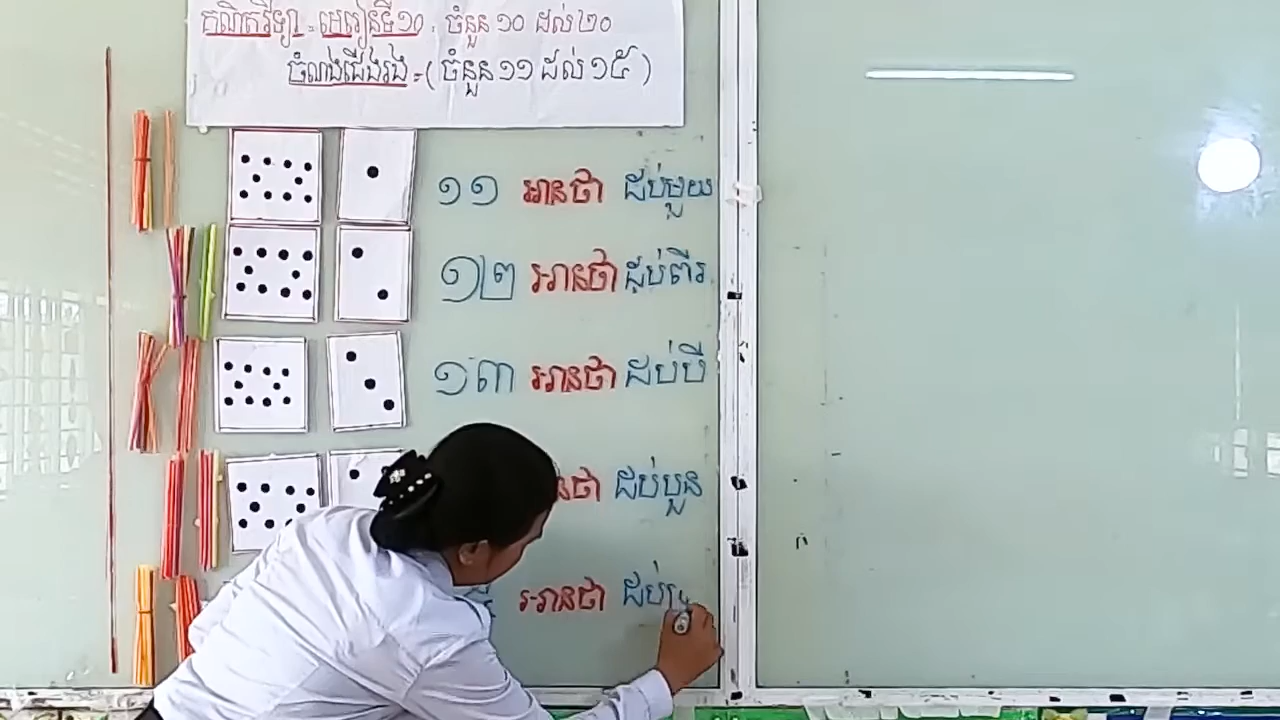 គណិតវិទ្យា - មេរៀនទី១០ : ចំនួន ១០ ដល់២០
ចំណងជើងរង - ( ចំនួន ១១ ដល់ ១៥ )
១១ អានថា ដប់មួយ
១២ អានថា ដប់ពីរ
១៣ អានថា ដប់បី
ដប់បួន
អានថា ដប់